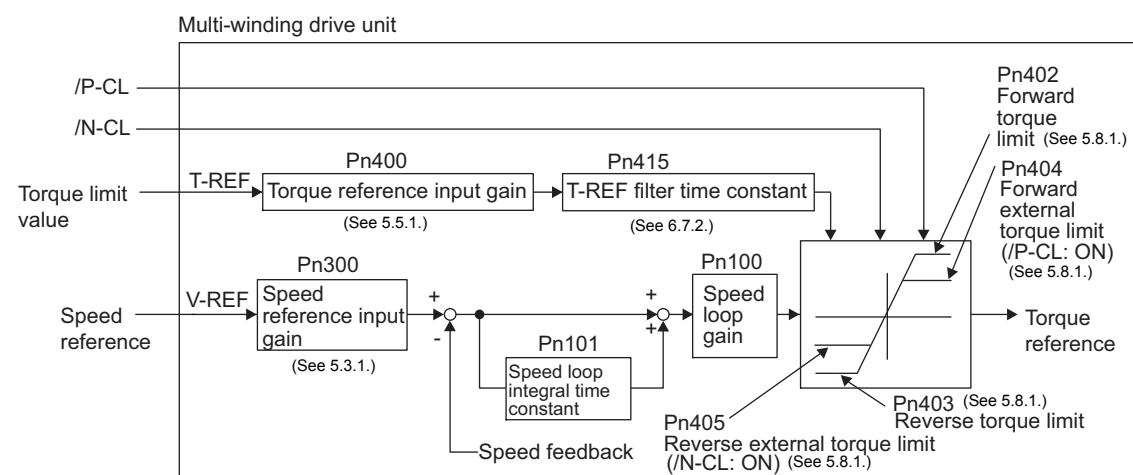 Multi-winding drive unit
/P-CL
/N-CL
Torque limit
value
T-REF
Pn400
Torque reference input gain
(See 5.5.1.)
Pn415
T-REF filter time constant
(See 6.7.2.)
Pn402
Forward
torque
limit (See 5.8.1.)
Pn404
Forward
external
torque limit
(/P-CL: ON)
(See 5.8.1.)
Speed
reference
V-REF
Pn300
Speed
reference input
gain
(See 5.3.1.)
+
-
Pn101
Speed loop
integral time
constant
+
+
Pn100
Speed
loop
gain
Torque
reference
Speed feedback
Pn403 (See 5.8.1.)
Reverse torque limit
Pn405
Reverse external torque limit
(/N-CL: ON) (See 5.8.1.)